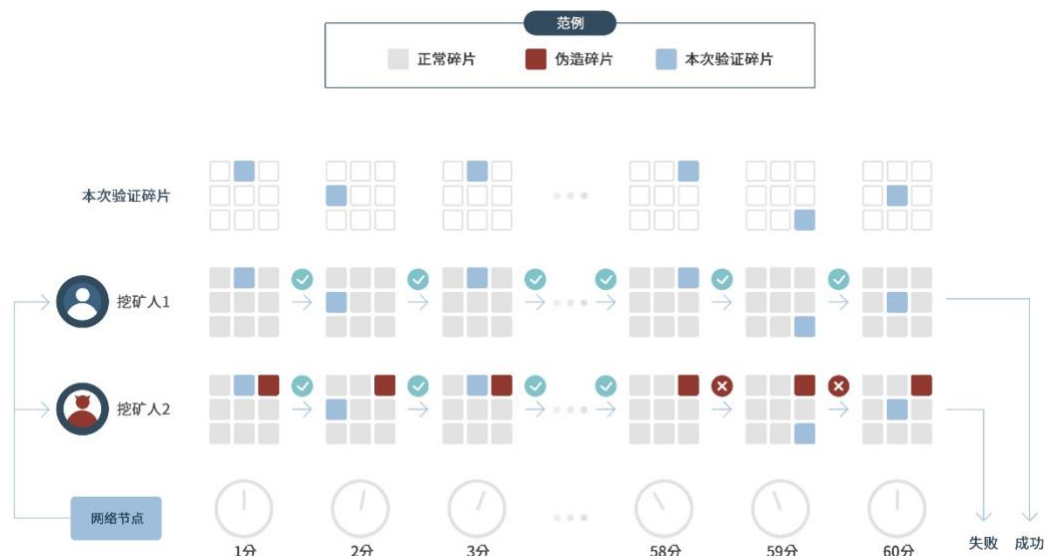 范例
正常碎片 伪造碎片 本次验证碎片
本次验证碎片
挖矿人1
挖矿人2
网络节点
1分 2分 3分 58分 59分 60分
失败 成功